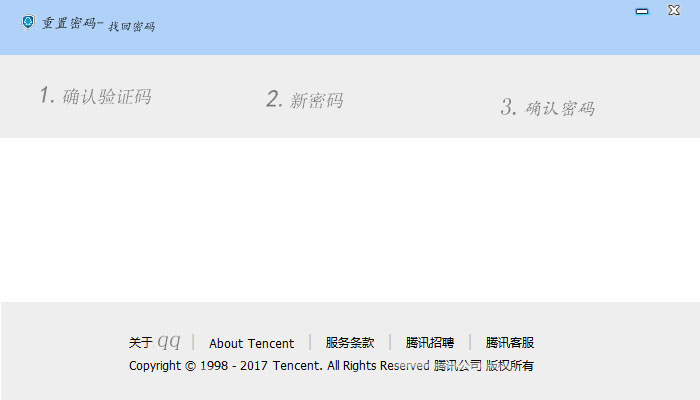 重置密码- 找回密码
1. 确认验证码 2. 新密码 3. 确认密码
关于 qq | About Tencent | 服务条款 | 腾讯招聘 | 腾讯客服
Copyright © 1998 - 2017 Tencent. All Rights Reserved 腾讯公司 版权所有